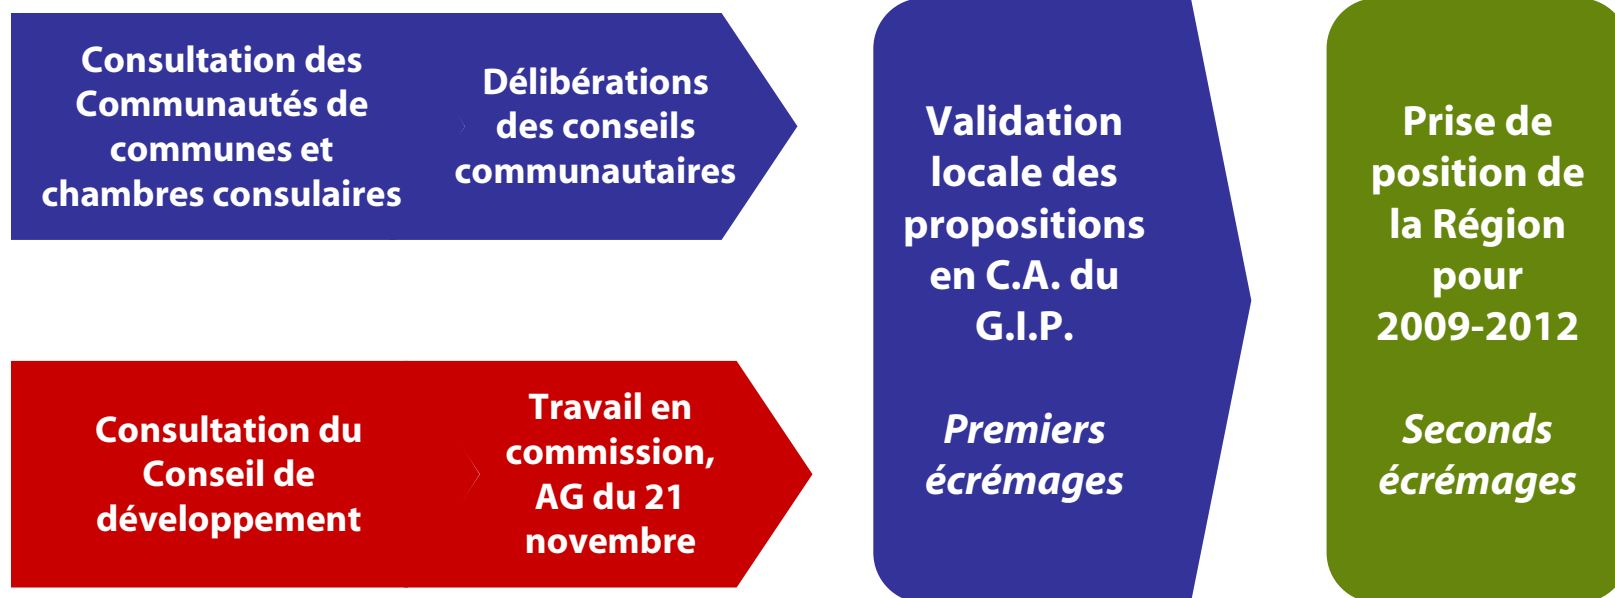 Consultation des
Communautés de
communes et
chambres consulaires
Délibérations
des conseils
communautaires
Consultation du
Conseil de
développement
Travail en
commission,
AG du 21
novembre
Validation
locale des
propositions
en C.A. du
G.I.P.
Premiers
écrémages
Prise de
position de
la Région
pour
2009-2012
Seconds
écrémages